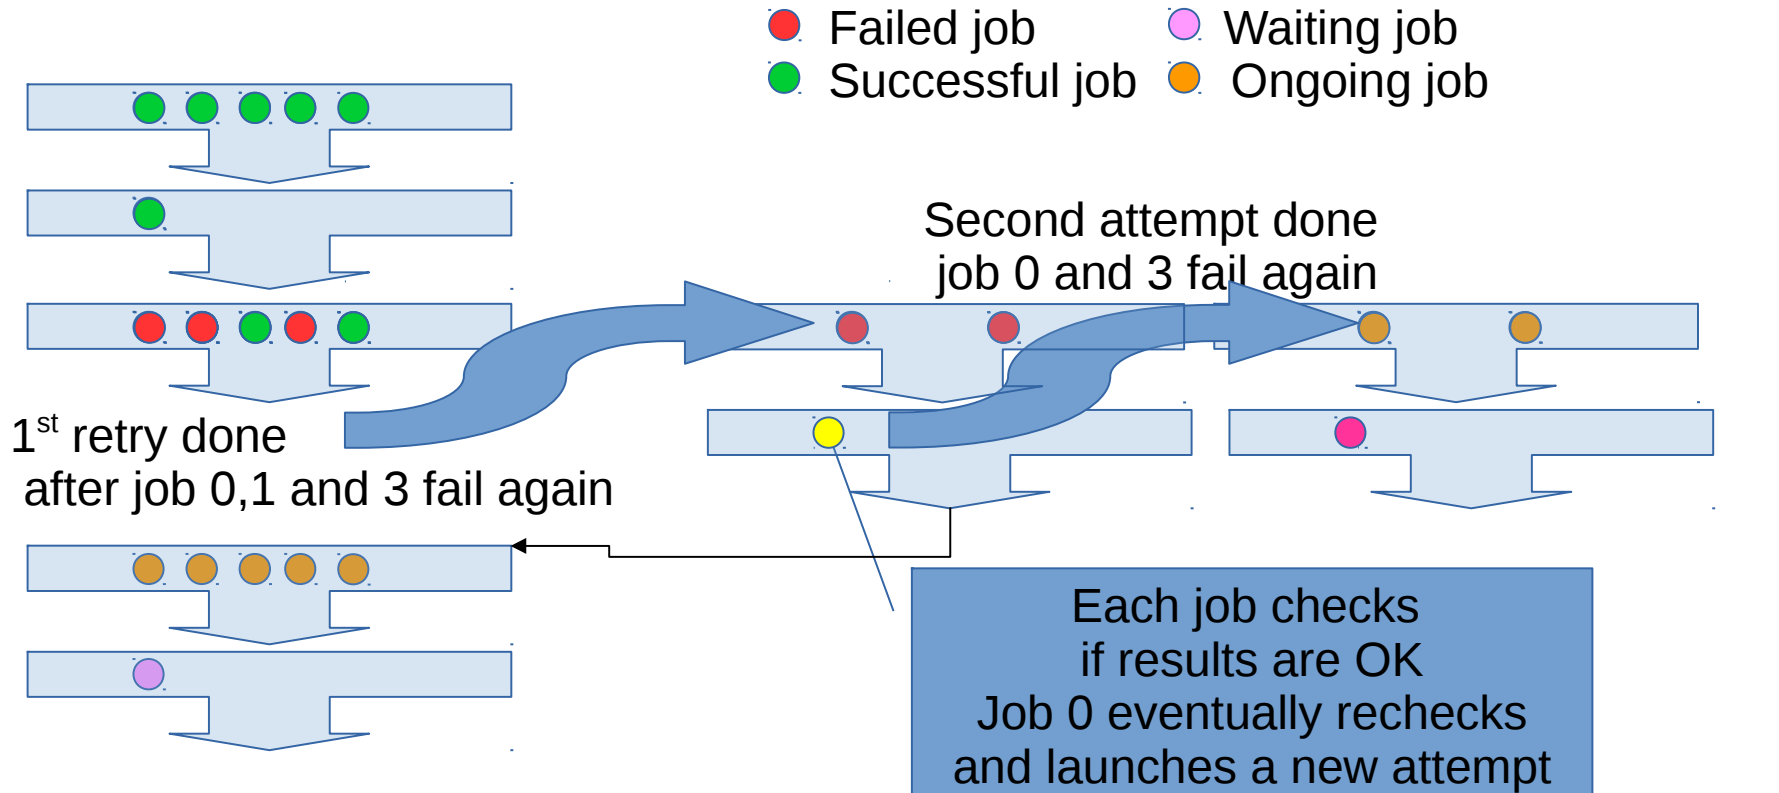 Failed job
Waiting job
Successful job
Ongoing job
Second attempt done
job 0 and 3 fail again
1st retry done
after job 0,1 and 3 fail again
Each job checks
if results are OK
Job 0 eventually rechecks
and launches a new attempt